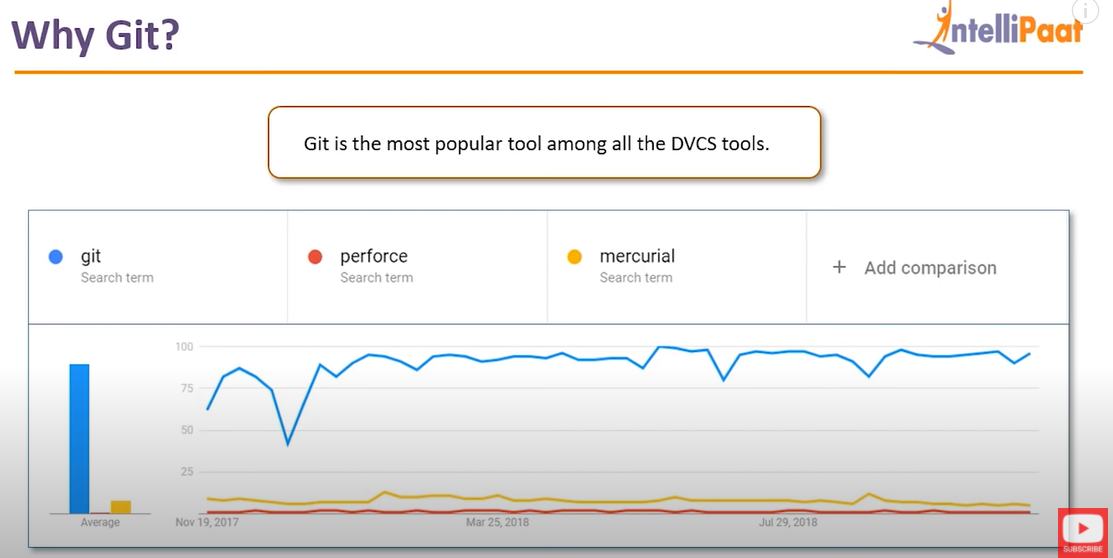 Why Git?
IntelliPaat
i
Git is the most popular tool among all the DVCS tools.
git
Search term
perforce
Search term
mercurial
Search term
+ Add comparison
100
75
50
25
Average
Nov 19, 2017
Mar 25, 2018
Jul 29, 2018
SUBSCRIBE